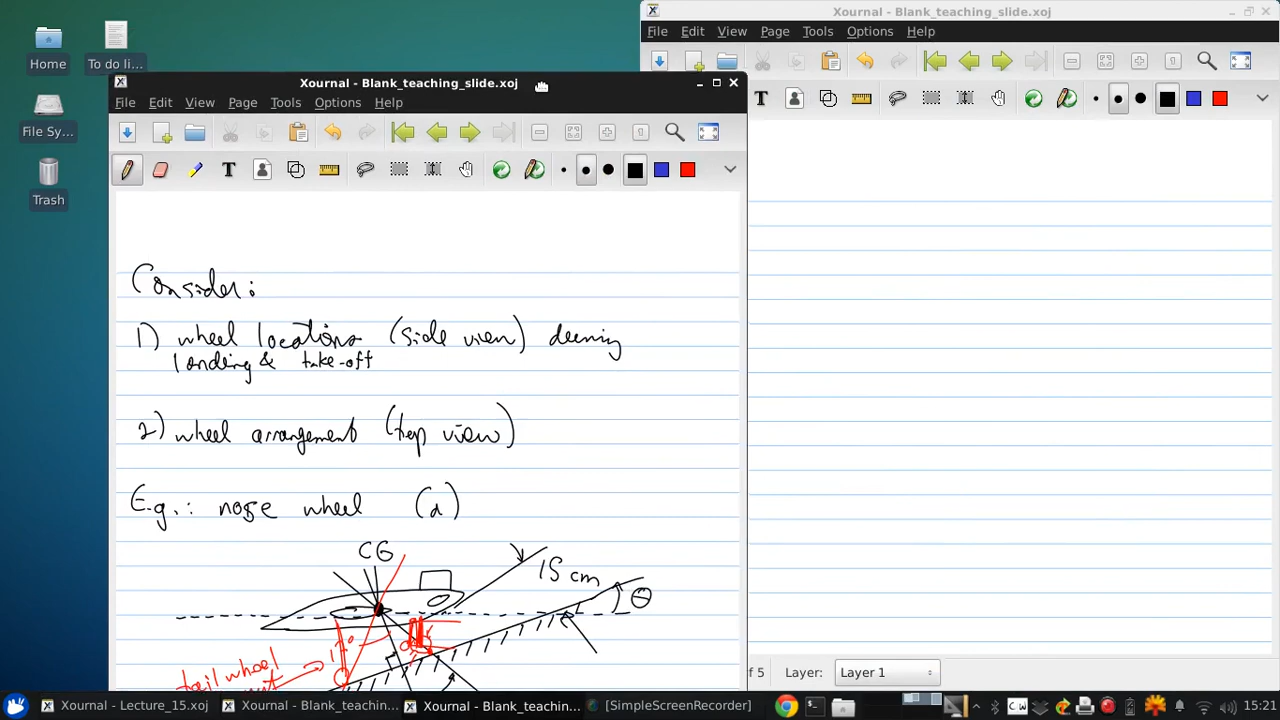 Xournal - Blank_teaching_slide.xoj
File Edit View Page Tools Options Help
of 5 Layer: Layer 1
Home
To do li...
File Sy...
Trash
Xournal - Blank_teaching_slide.xoj
File Edit View Page Tools Options Help
Consider:
1) wheel locations (side view)
landing & take-off
2) wheel arrangement (top view)
E.g.: nose wheel (a)
CG
15 cm
θ
tail wheel
Xournal - Lecture_15.xoj
Xournal - Blank_teachin...
Xournal - Blank_teachin...
[SimpleScreenRecorder]
15:21